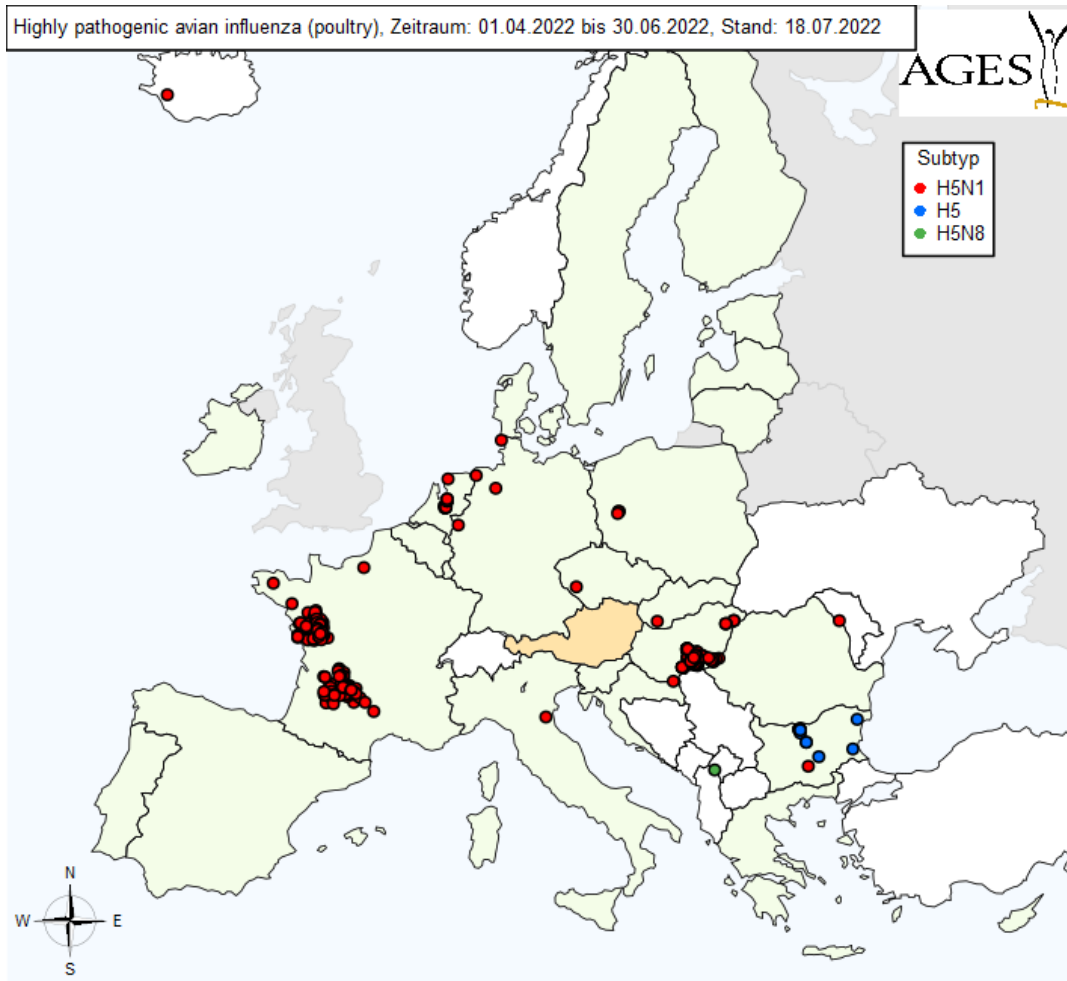 Highly pathogenic avian influenza (poultry), Zeitraum: 01.04.2022 bis 30.06.2022, Stand: 18.07.2022
AGES
Subtyp
H5N1
H5
H5N8
N
W E
S